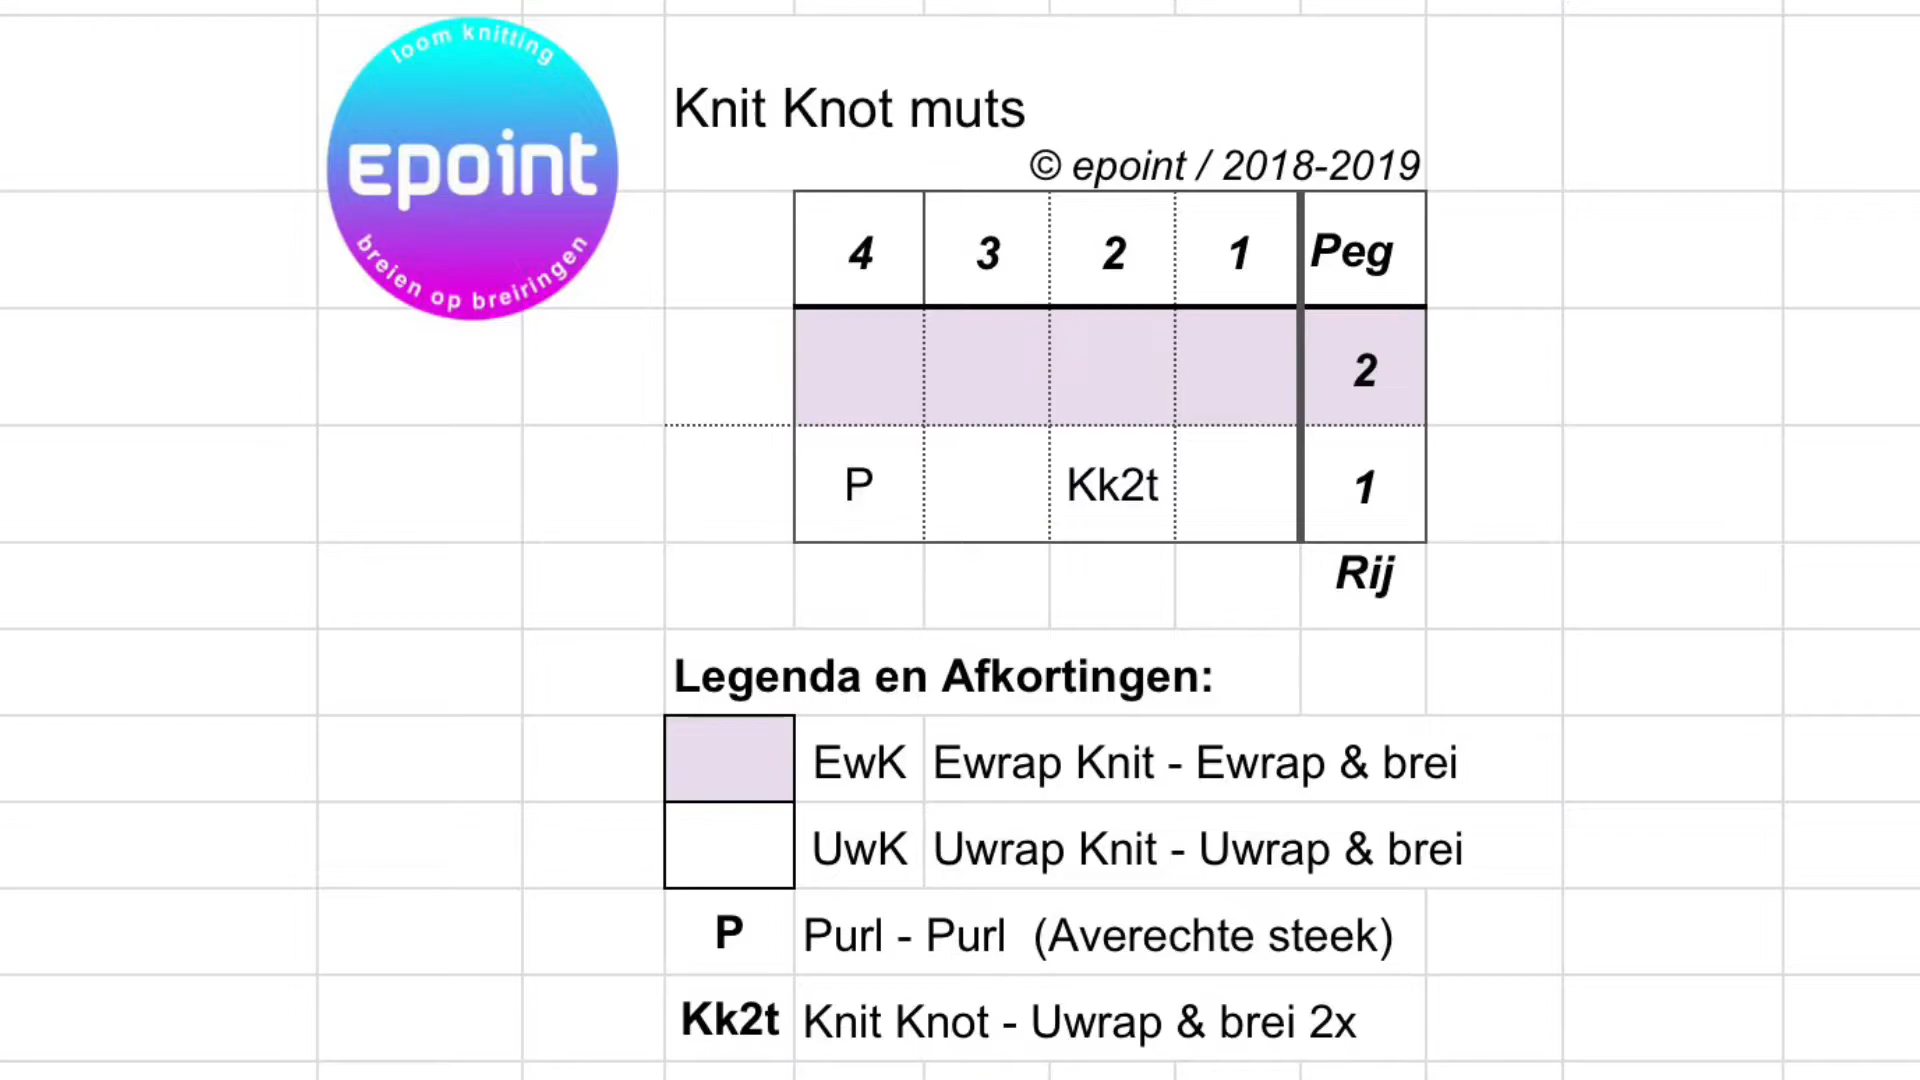 loom knitting
Epoint
breien op breiringen
Knit Knot muts
© epoint / 2018-2019
4 3 2 1 Peg
2
P Kk2t 1
Rij
Legenda en Afkortingen:
EwK Ewrap Knit - Ewrap & brei
UwK Uwrap Knit - Uwrap & brei
P Purl - Purl (Averechte steek)
Kk2t Knit Knot - Uwrap & brei 2x